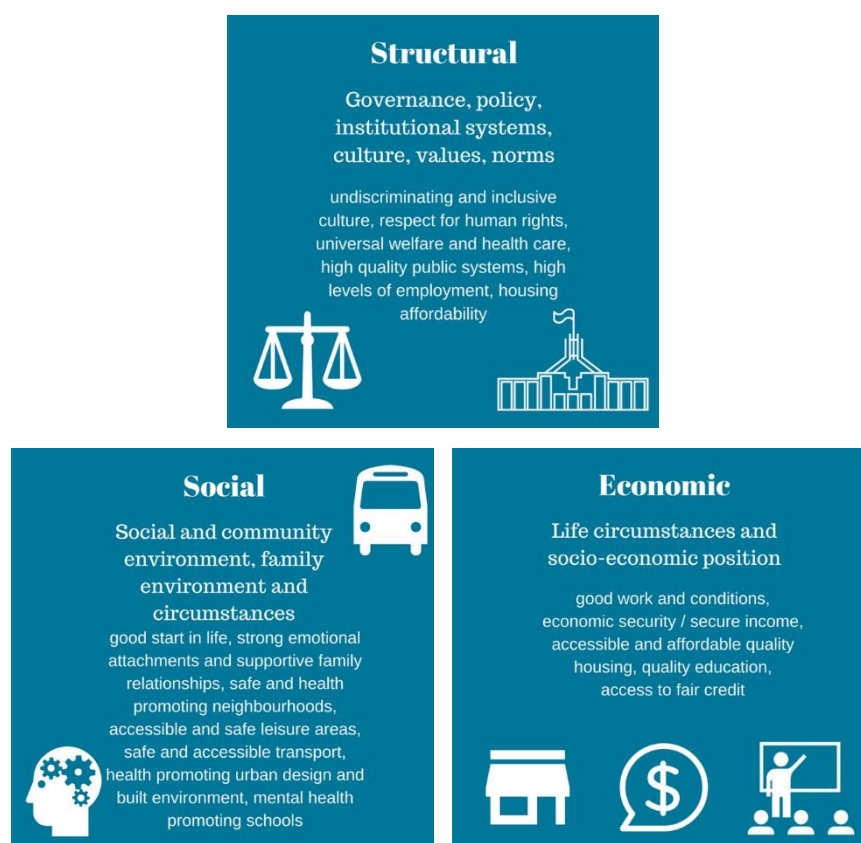 Structural
Governance, policy,
institutional systems,
culture, values, norms
undiscriminating and inclusive
culture, respect for human rights,
universal welfare and health care,
high quality public systems, high
levels of employment, housing
affordability
Social
Social and community
environment, family
environment and
circumstances
good start in life, strong emotional
attachments and supportive family
relationships, safe and health
promoting neighbourhoods,
accessible and safe leisure areas,
safe and accessible transport,
health promoting urban design and
built environment, mental health
promoting schools
Economic
Life circumstances and
socio-economic position
good work and conditions,
economic security / secure income,
accessible and affordable quality
housing, quality education,
access to fair credit
$